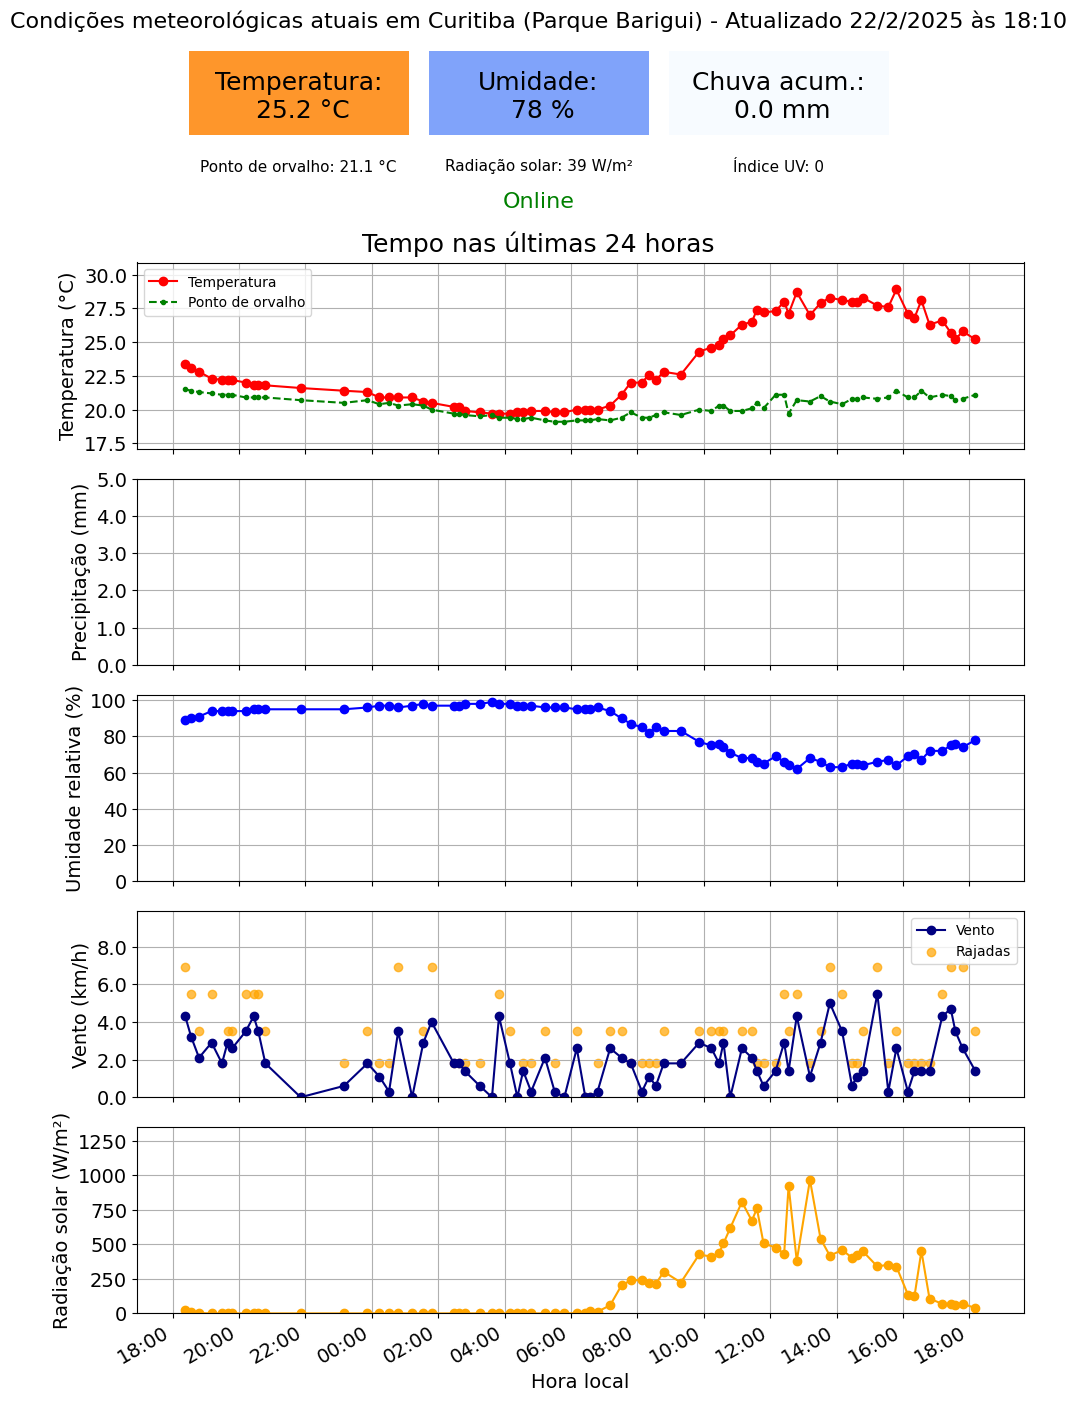 Condições meteorológicas atuais em Curitiba (Parque Barigui) - Atualizado 22/2/2025 às 18:10
Temperatura:
25.2 °C
Umidade:
78 %
Chuva acum.:
0.0 mm
Ponto de orvalho: 21.1 °C
Radiação solar: 39 W/m²
Índice UV: 0
Online
Tempo nas últimas 24 horas
Temperatura (°C)
30.0
27.5
25.0
22.5
20.0
17.5
Temperatura
Ponto de orvalho
Precipitação (mm)
5.0
4.0
3.0
2.0
1.0
0.0
Umidade relativa (%)
100
80
60
40
20
0
Vento (km/h)
8.0
6.0
4.0
2.0
0.0
Vento
Rajadas
Radiação solar (W/m²)
1250
1000
750
500
250
0
18:00
20:00
22:00
00:00
02:00
04:00
06:00
08:00
10:00
12:00
14:00
16:00
18:00
Hora local